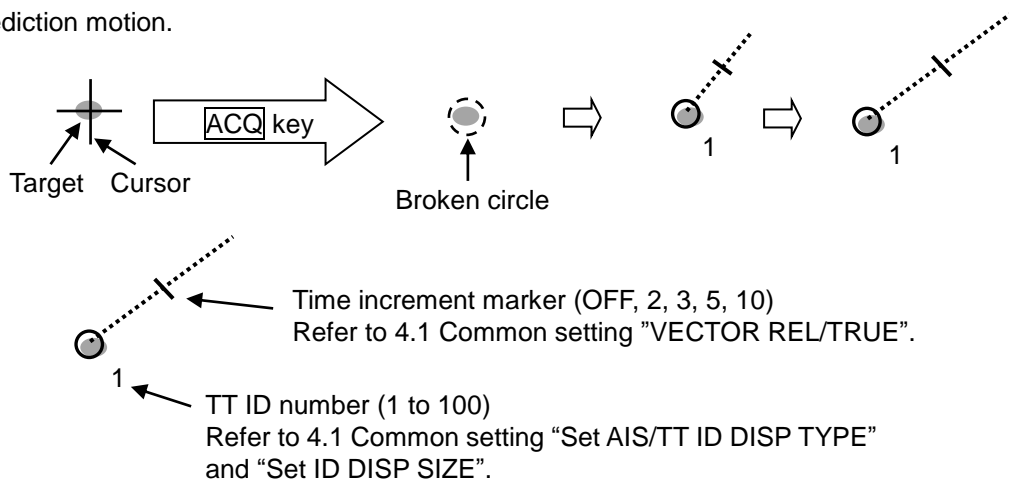 ediction motion.
ACQ key
Target Cursor
1
1
Broken circle
Time increment marker (OFF, 2, 3, 5, 10)
Refer to 4.1 Common setting ”VECTOR REL/TRUE”.
1
TT ID number (1 to 100)
Refer to 4.1 Common setting “Set AIS/TT ID DISP TYPE”
and “Set ID DISP SIZE”.